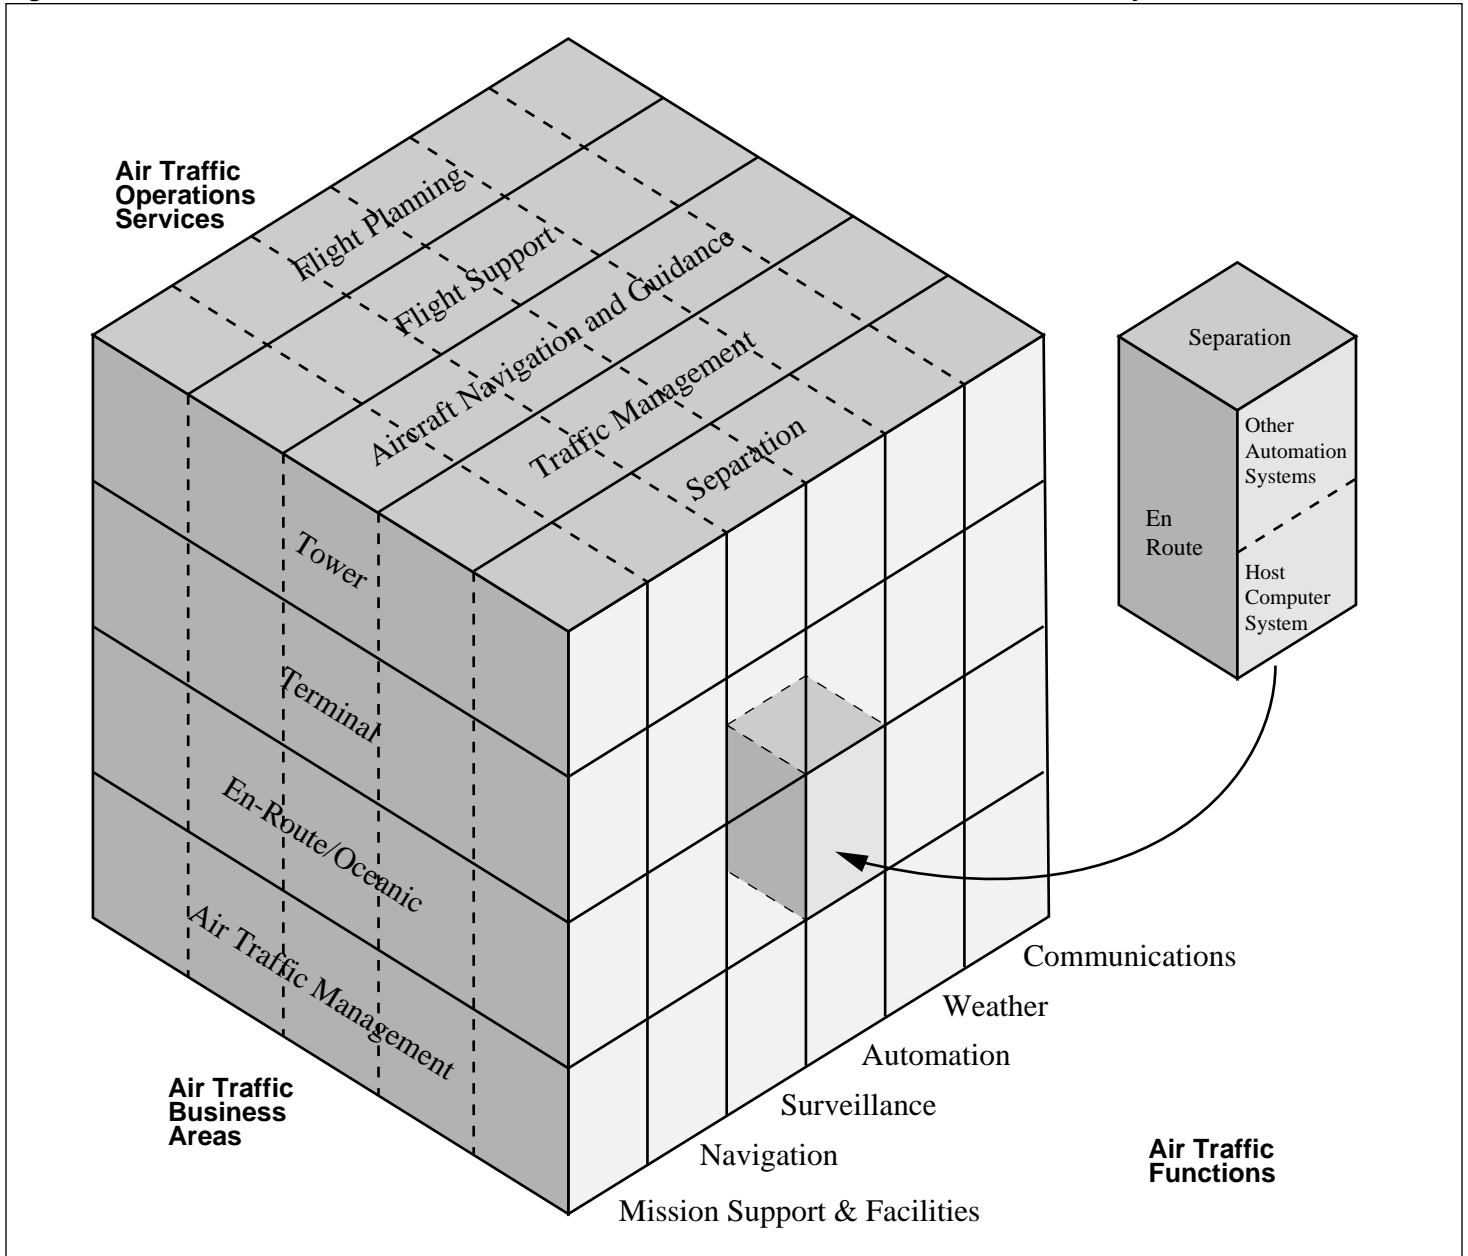 Air Traffic
Operations
Services
Flight Planning
Flight Support
Aircraft Navigation and Guidance
Traffic Management
Separation
Tower
Terminal
En-Route/Oceanic
Air Traffic Management
Air Traffic
Business
Areas
Separation
En
Route
Other
Automation
Systems
Host
Computer
System
Communications
Weather
Automation
Surveillance
Navigation
Mission Support & Facilities
Air Traffic
Functions